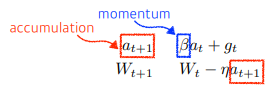 momentum
accumulation
a_{t+1} βa_t + g_t
W_{t+1} W_t − ηa_{t+1}